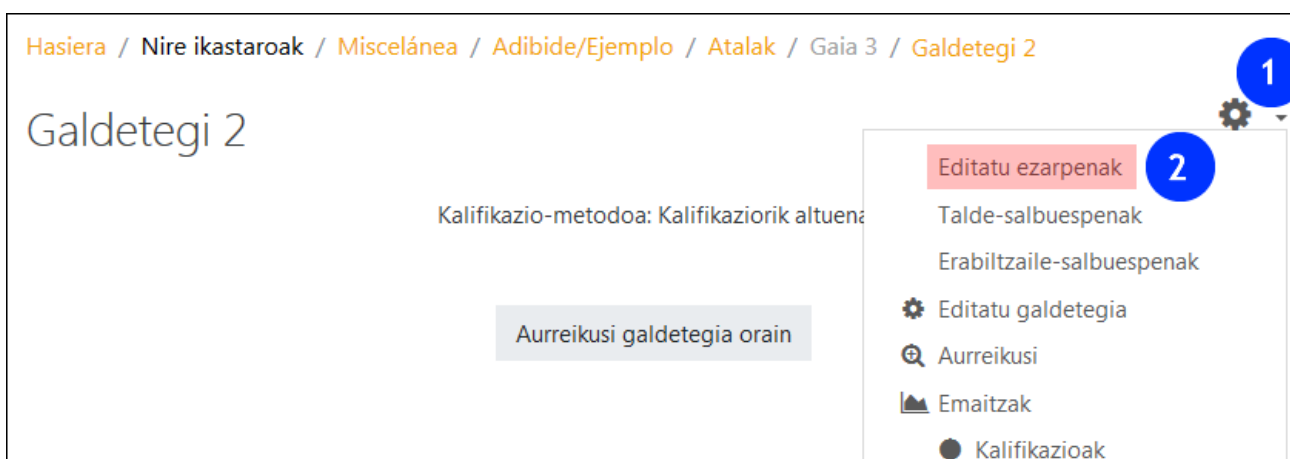 Hasiera / Nire ikastaroak / Miscelánea / Adibide/Ejemplo / Atalak / Gaia 3 / Galdetegi 2
1
Galdetegi 2
Editatu ezarpenak
2
Kalifikazio-metodoa: Kalifikaziorik altuena
Talde-salbuespenak
Erabiltzaile-salbuespenak
Editatu galdetegia
Aurreikusi galdetegia orain
Aurreikusi
Emaitzak
Kalifikazioak